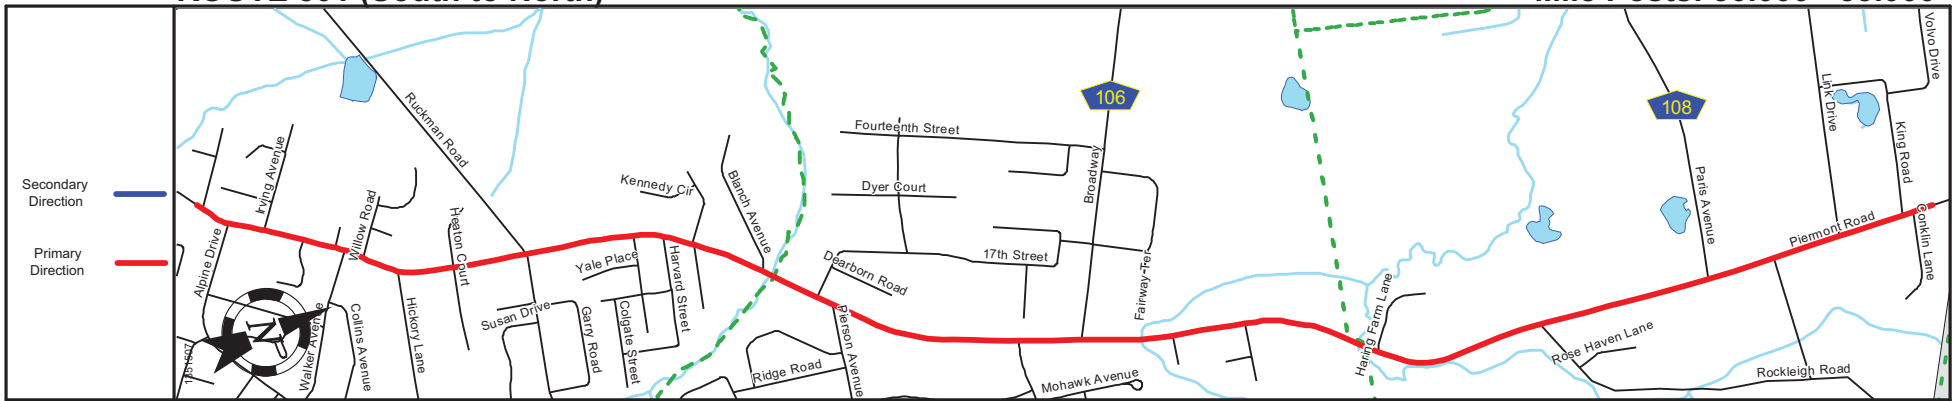 Secondary
Direction
Primary
Direction
Ruckman Road
Irving Avenue
Willow Road
Heaton Court
Alpine Drive
Walker Avenue
Collins Avenue
Hickory Lane
N
Kennedy Cir
Blanch Avenue
Yale Place
Harvard Street
Susan Drive
Garry Road
Colgate Street
Fourteenth Street
Dyer Court
17th Street
Dearborn Road
Pierson Avenue
Ridge Road
Mohawk Avenue
106
Broadway
Fairway Ter
Haring Farm Lane
108
Paris Avenue
Piermont Road
Rose Haven Lane
Rockleigh Road
Link Drive
King Road
Volvo Drive
Conklin Lane